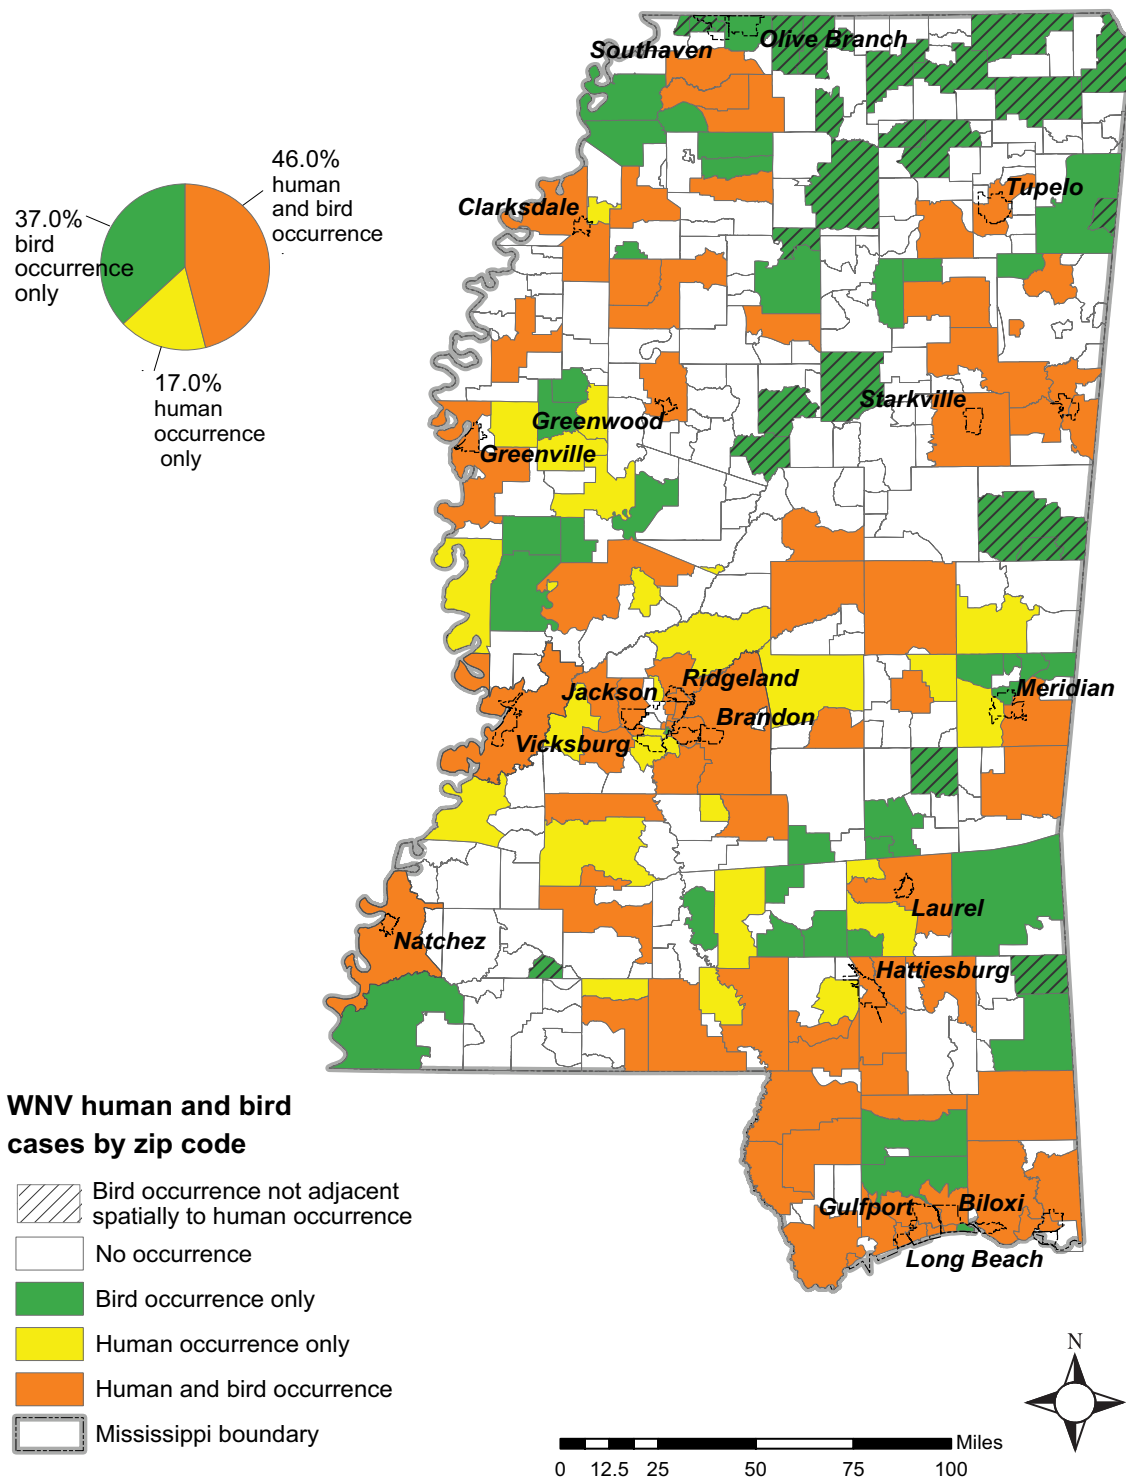 Southaven
Olive Branch
46.0%
human
and bird
occurrence
37.0%
bird
occurrence
only
17.0%
human
occurrence
only
Clarksdale
Tupelo
Greenwood
Starkville
Greenville
Jackson
Ridgeland
Meridian
Brandon
Vicksburg
Laurel
Natchez
Hattiesburg
Gulfport
Biloxi
Long Beach
WNV human and bird
cases by zip code
Bird occurrence not adjacent
spatially to human occurrence
No occurrence
Bird occurrence only
Human occurrence only
Human and bird occurrence
Mississippi boundary
N
Miles
0 12.5 25 50 75 100